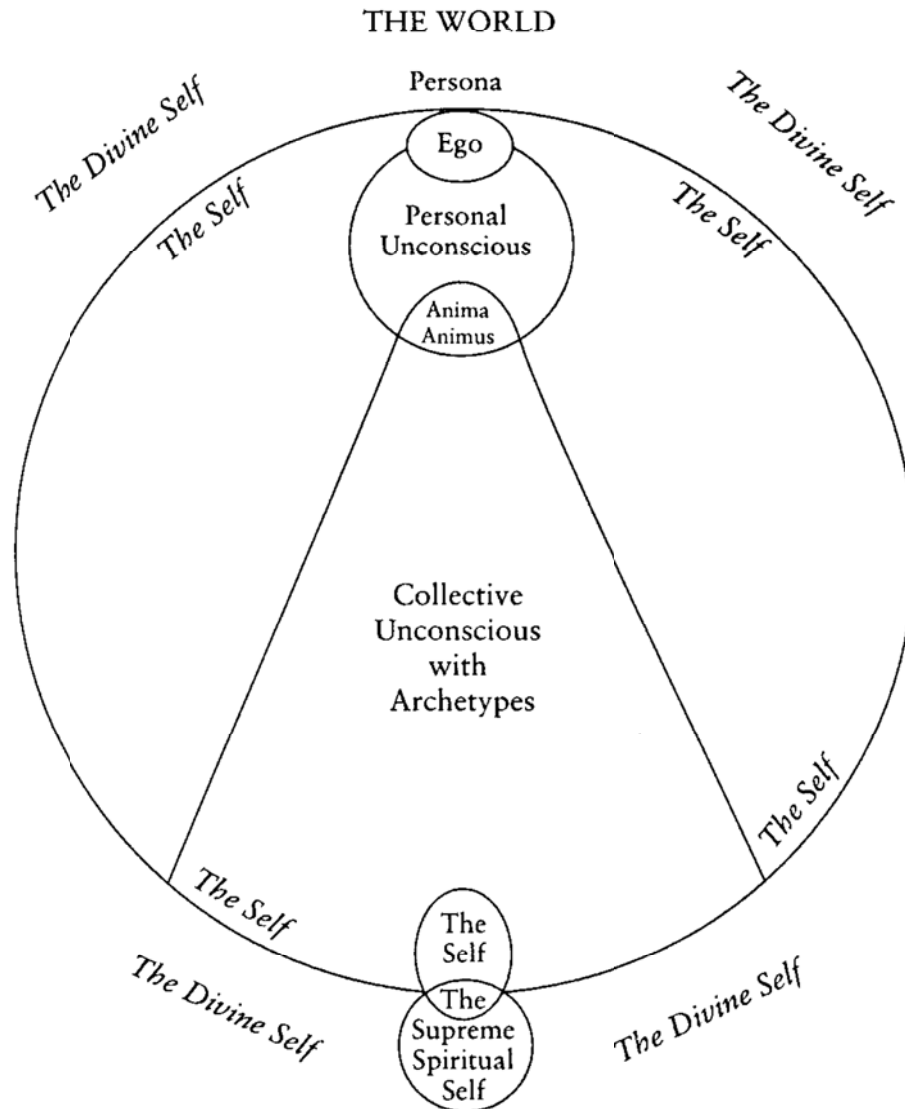 THE WORLD
Persona
The Divine Self
The Divine Self
Ego
The Self
The Self
Personal
Unconscious
Anima
Animus
Collective
Unconscious
with
Archetypes
The Self
The Self
The
Self
The Divine Self
The Divine Self
The
Supreme
Spiritual
Self